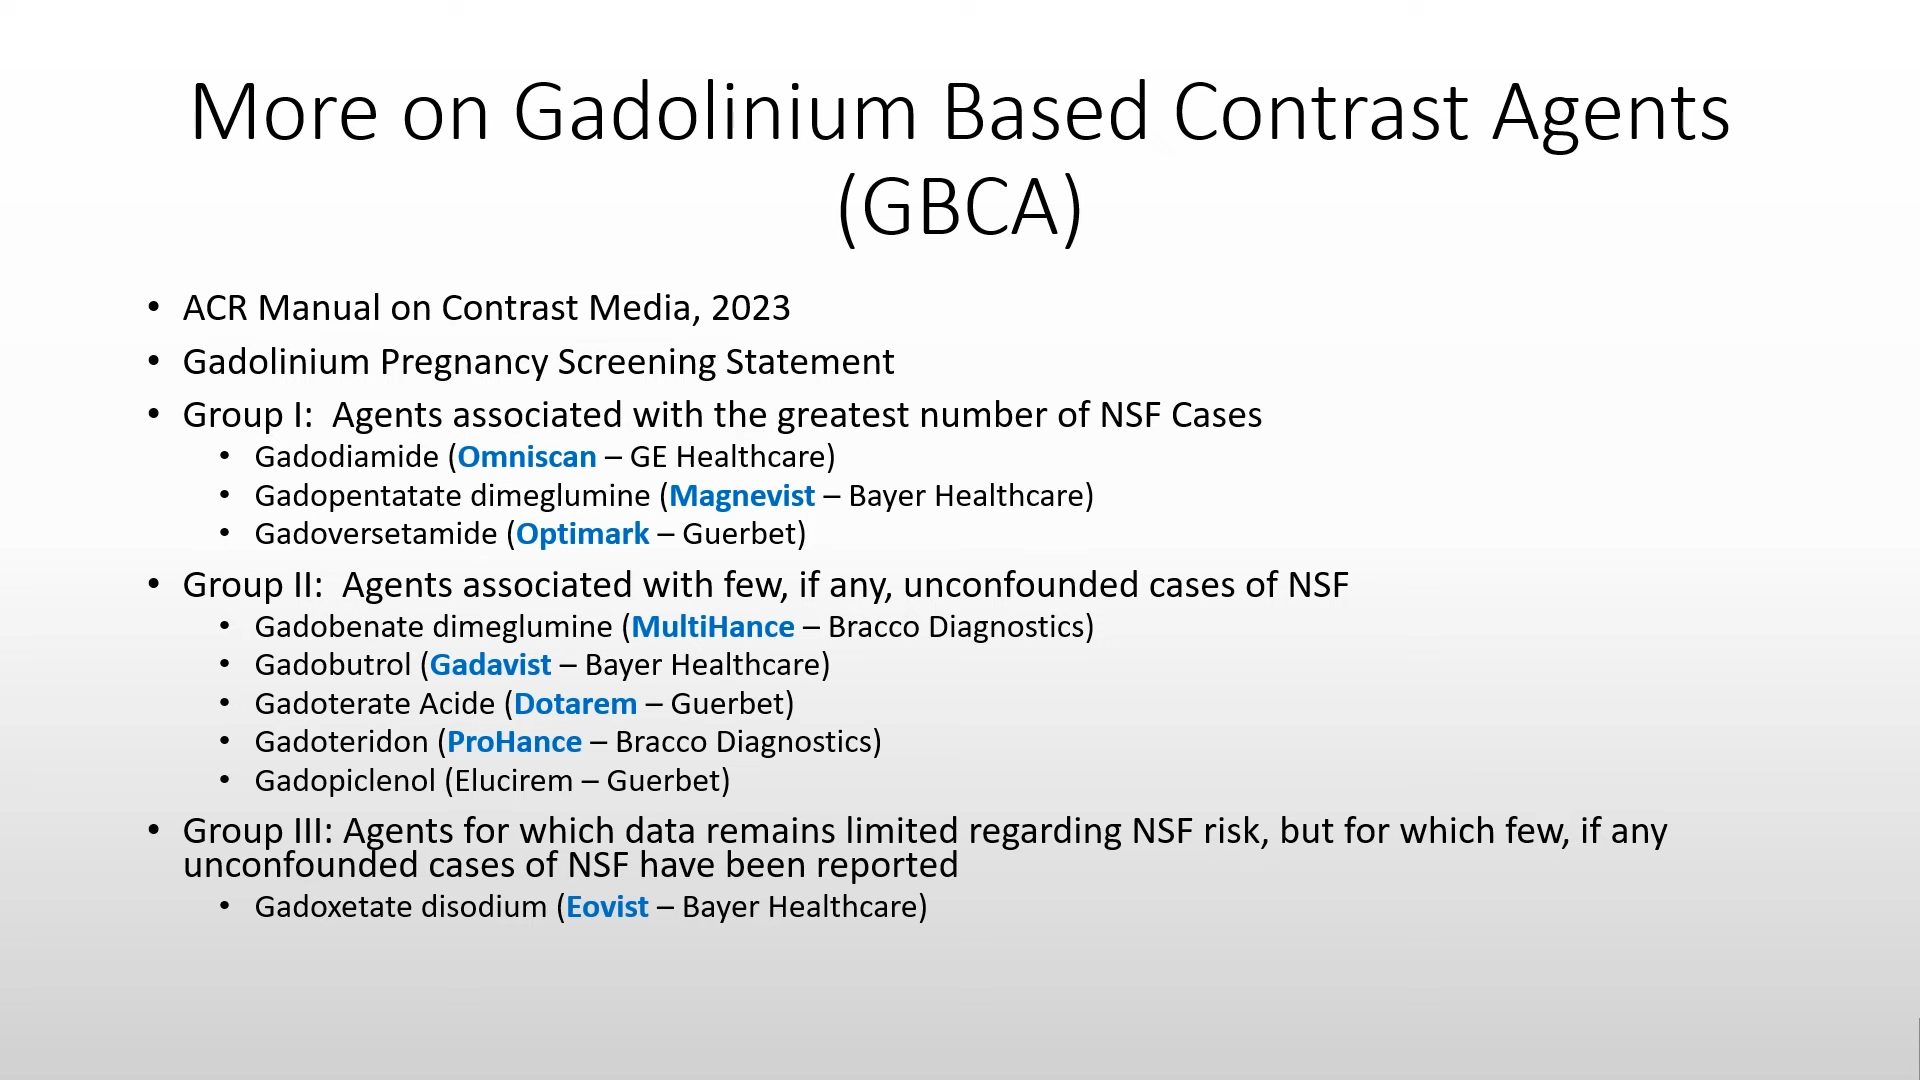 More on Gadolinium Based Contrast Agents
(GBCA)
• ACR Manual on Contrast Media, 2023
• Gadolinium Pregnancy Screening Statement
• Group I:  Agents associated with the greatest number of NSF Cases
• Gadodiamide (Omniscan – GE Healthcare)
• Gadopentatate dimeglumine (Magnevist – Bayer Healthcare)
• Gadoversetamide (Optimark – Guerbet)
• Group II:  Agents associated with few, if any, unconfounded cases of NSF
• Gadobenate dimeglumine (MultiHance – Bracco Diagnostics)
• Gadobutrol (Gadavist – Bayer Healthcare)
• Gadoterate Acide (Dotarem – Guerbet)
• Gadoteridon (ProHance – Bracco Diagnostics)
• Gadopiclenol (Elucirem – Guerbet)
• Group III: Agents for which data remains limited regarding NSF risk, but for which few, if any
unconfounded cases of NSF have been reported
• Gadoxetate disodium (Eovist – Bayer Healthcare)